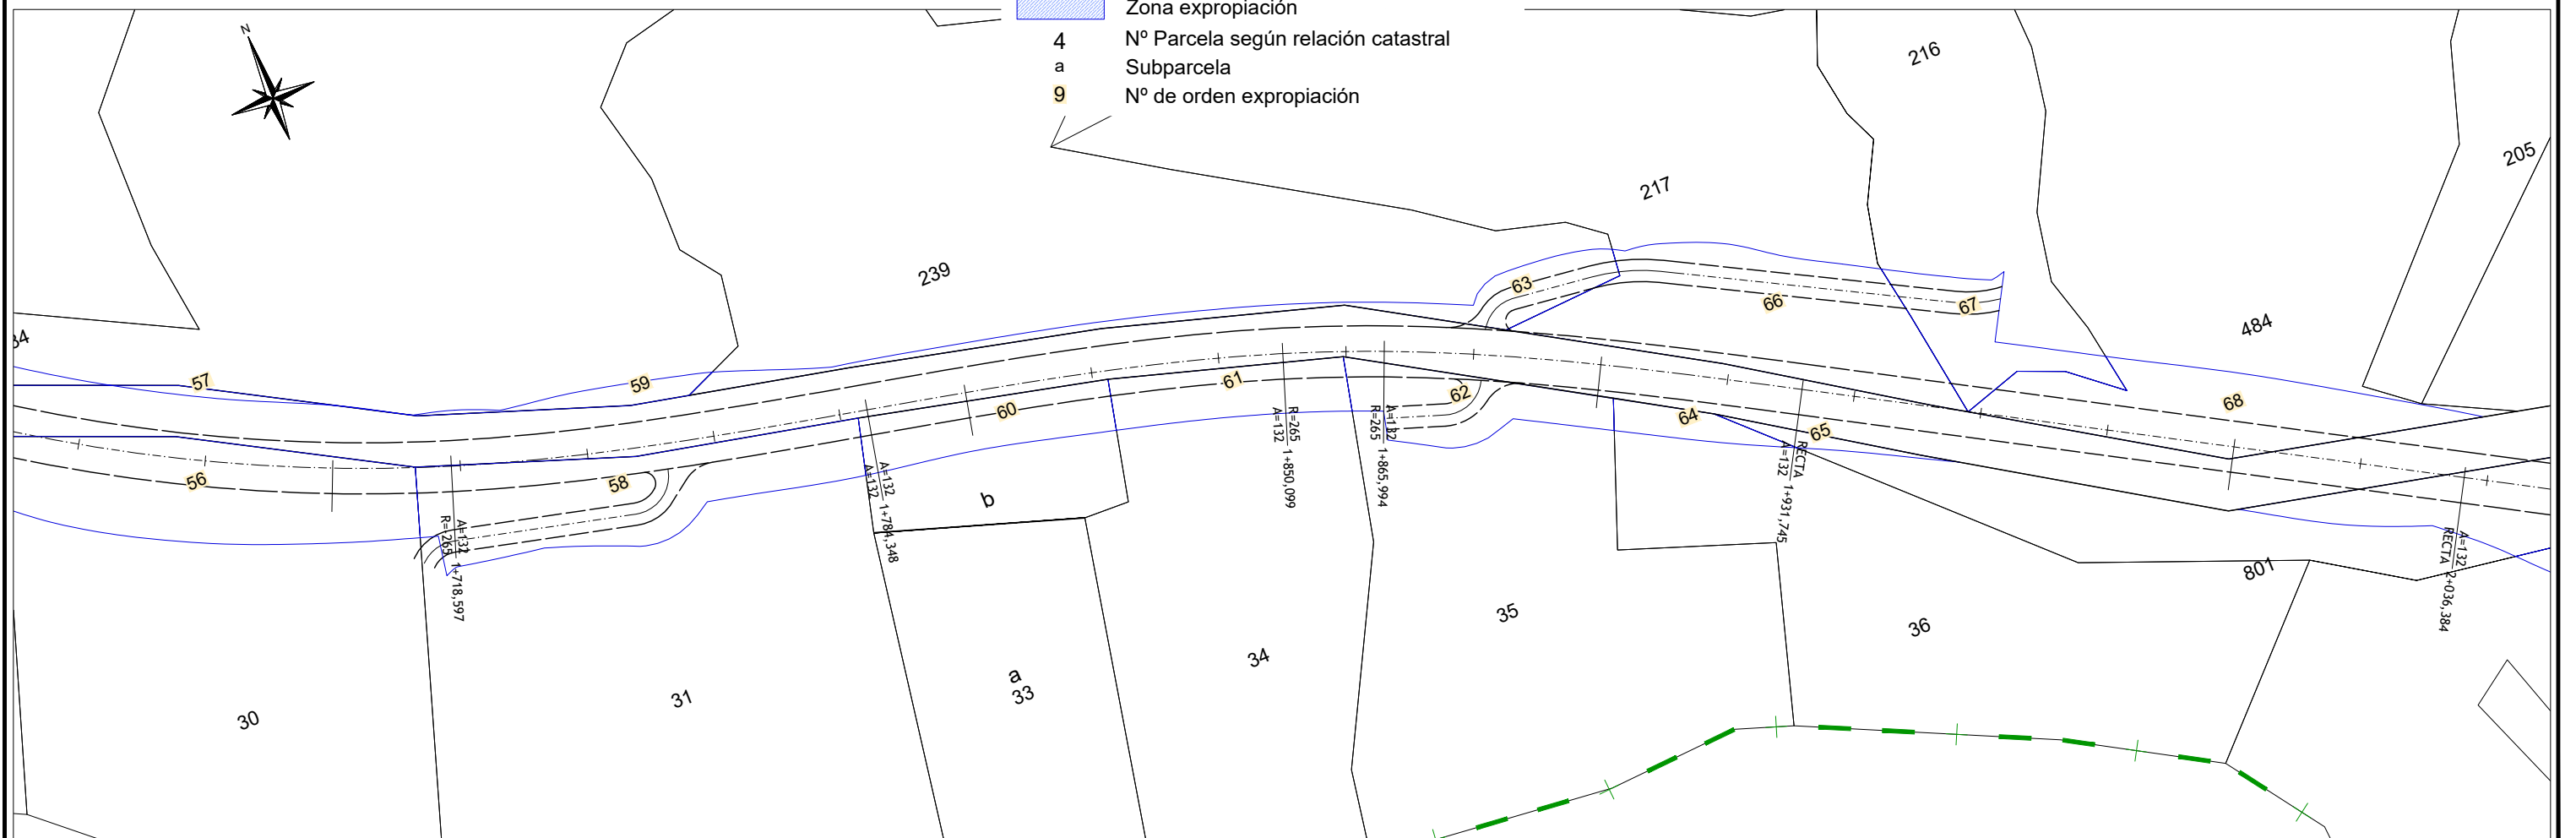 Zona expropiación
4 Nº Parcela según relación catastral
a Subparcela
9 Nº de orden expropiación
N
216
205
217
239
63
66
67
484
57
59
61
60
62
64
65
68
56
58
b
A=132
R=265 1+718,597
A=132
A=132 1+784,348
R=265
A=132 1+850,099
A=132
R=265 1+865,994
RECTA
A=132 1+931,745
A=132
RECTA 2+036,384
801
35
36
34
a
33
31
30